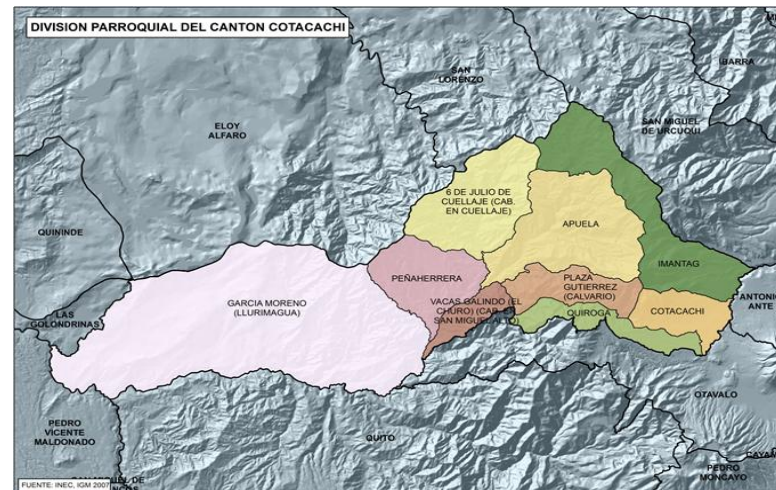 DIVISION PARROQUIAL DEL CANTON COTACACHI
IBARRA
SAN
LORENZO
ELOY
ALFARO
SAN MIGUEL
DE URCUQUI
6 DE JULIO DE
CUELLAJE (CAB.
EN CUELLAJE)
APUELA
QUININDE
IMANTAG
PEÑAHERRERA
PLAZA
GUTIERREZ
(CALVARIO)
GARCIA MORENO
(LLURIMAGUA)
VACAS GALINDO (EL
CHURO) (CAB. EN
SAN MIGUEL ALTO)
ANTONIO
ANTE
LAS
GOLONDRINAS
QUIROGA
COTACACHI
OTAVALO
PEDRO
VICENTE
MALDONADO
QUITO
PEDRO
MONCAYO
FUENTE: INEC, IGM 2007